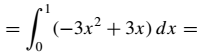 = ∫₀¹ (−3x² + 3x) dx =